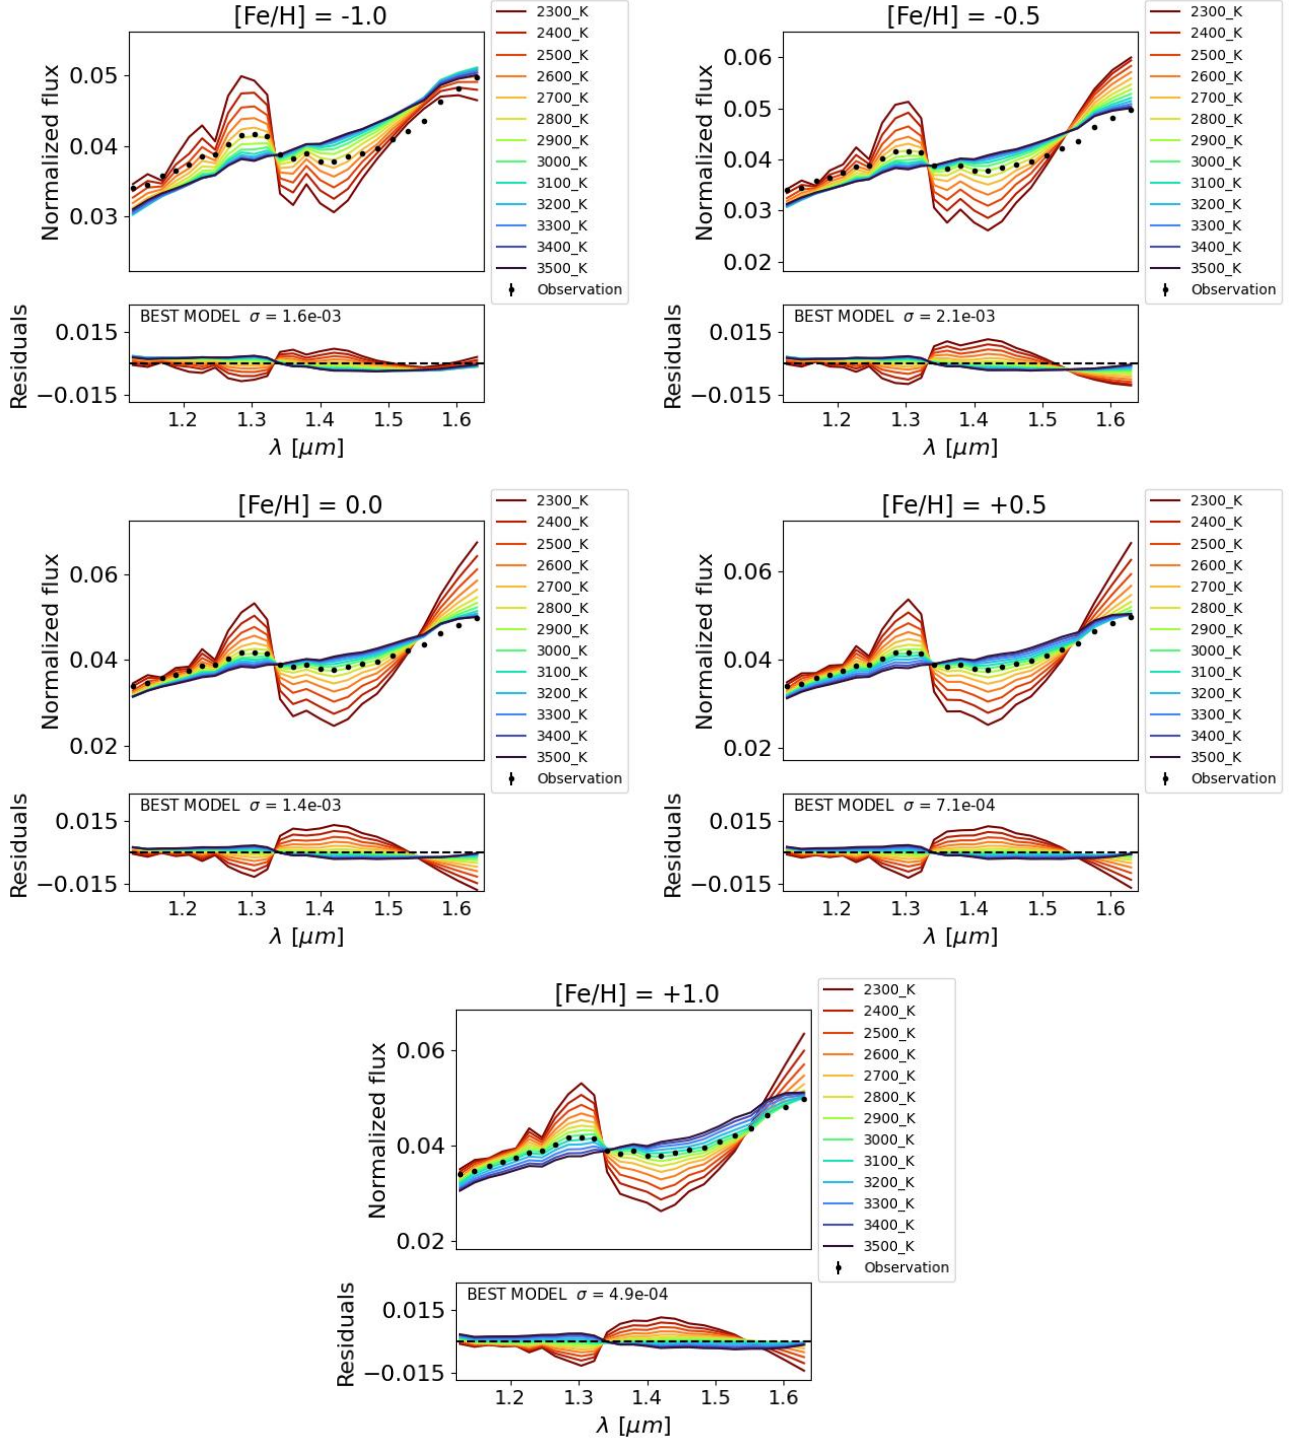 [Fe/H] = -1.0
Normalized flux
0.05
0.04
0.03
2300_K
2400_K
2500_K
2600_K
2700_K
2800_K
2900_K
3000_K
3100_K
3200_K
3300_K
3400_K
3500_K
Observation
Residuals
BEST MODEL σ = 1.6e-03
0.015
−0.015
1.2 1.3 1.4 1.5 1.6
λ [μm]
[Fe/H] = -0.5
Normalized flux
0.06
0.05
0.04
0.03
0.02
2300_K
2400_K
2500_K
2600_K
2700_K
2800_K
2900_K
3000_K
3100_K
3200_K
3300_K
3400_K
3500_K
Observation
Residuals
BEST MODEL σ = 2.1e-03
0.015
−0.015
1.2 1.3 1.4 1.5 1.6
λ [μm]
[Fe/H] = 0.0
Normalized flux
0.06
0.04
0.02
2300_K
2400_K
2500_K
2600_K
2700_K
2800_K
2900_K
3000_K
3100_K
3200_K
3300_K
3400_K
3500_K
Observation
Residuals
BEST MODEL σ = 1.4e-03
0.015
−0.015
1.2 1.3 1.4 1.5 1.6
λ [μm]
[Fe/H] = +0.5
Normalized flux
0.06
0.04
0.02
2300_K
2400_K
2500_K
2600_K
2700_K
2800_K
2900_K
3000_K
3100_K
3200_K
3300_K
3400_K
3500_K
Observation
Residuals
BEST MODEL σ = 7.1e-04
0.015
−0.015
1.2 1.3 1.4 1.5 1.6
λ [μm]
[Fe/H] = +1.0
Normalized flux
0.06
0.04
0.02
2300_K
2400_K
2500_K
2600_K
2700_K
2800_K
2900_K
3000_K
3100_K
3200_K
3300_K
3400_K
3500_K
Observation
Residuals
BEST MODEL σ = 4.9e-04
0.015
−0.015
1.2 1.3 1.4 1.5 1.6
λ [μm]